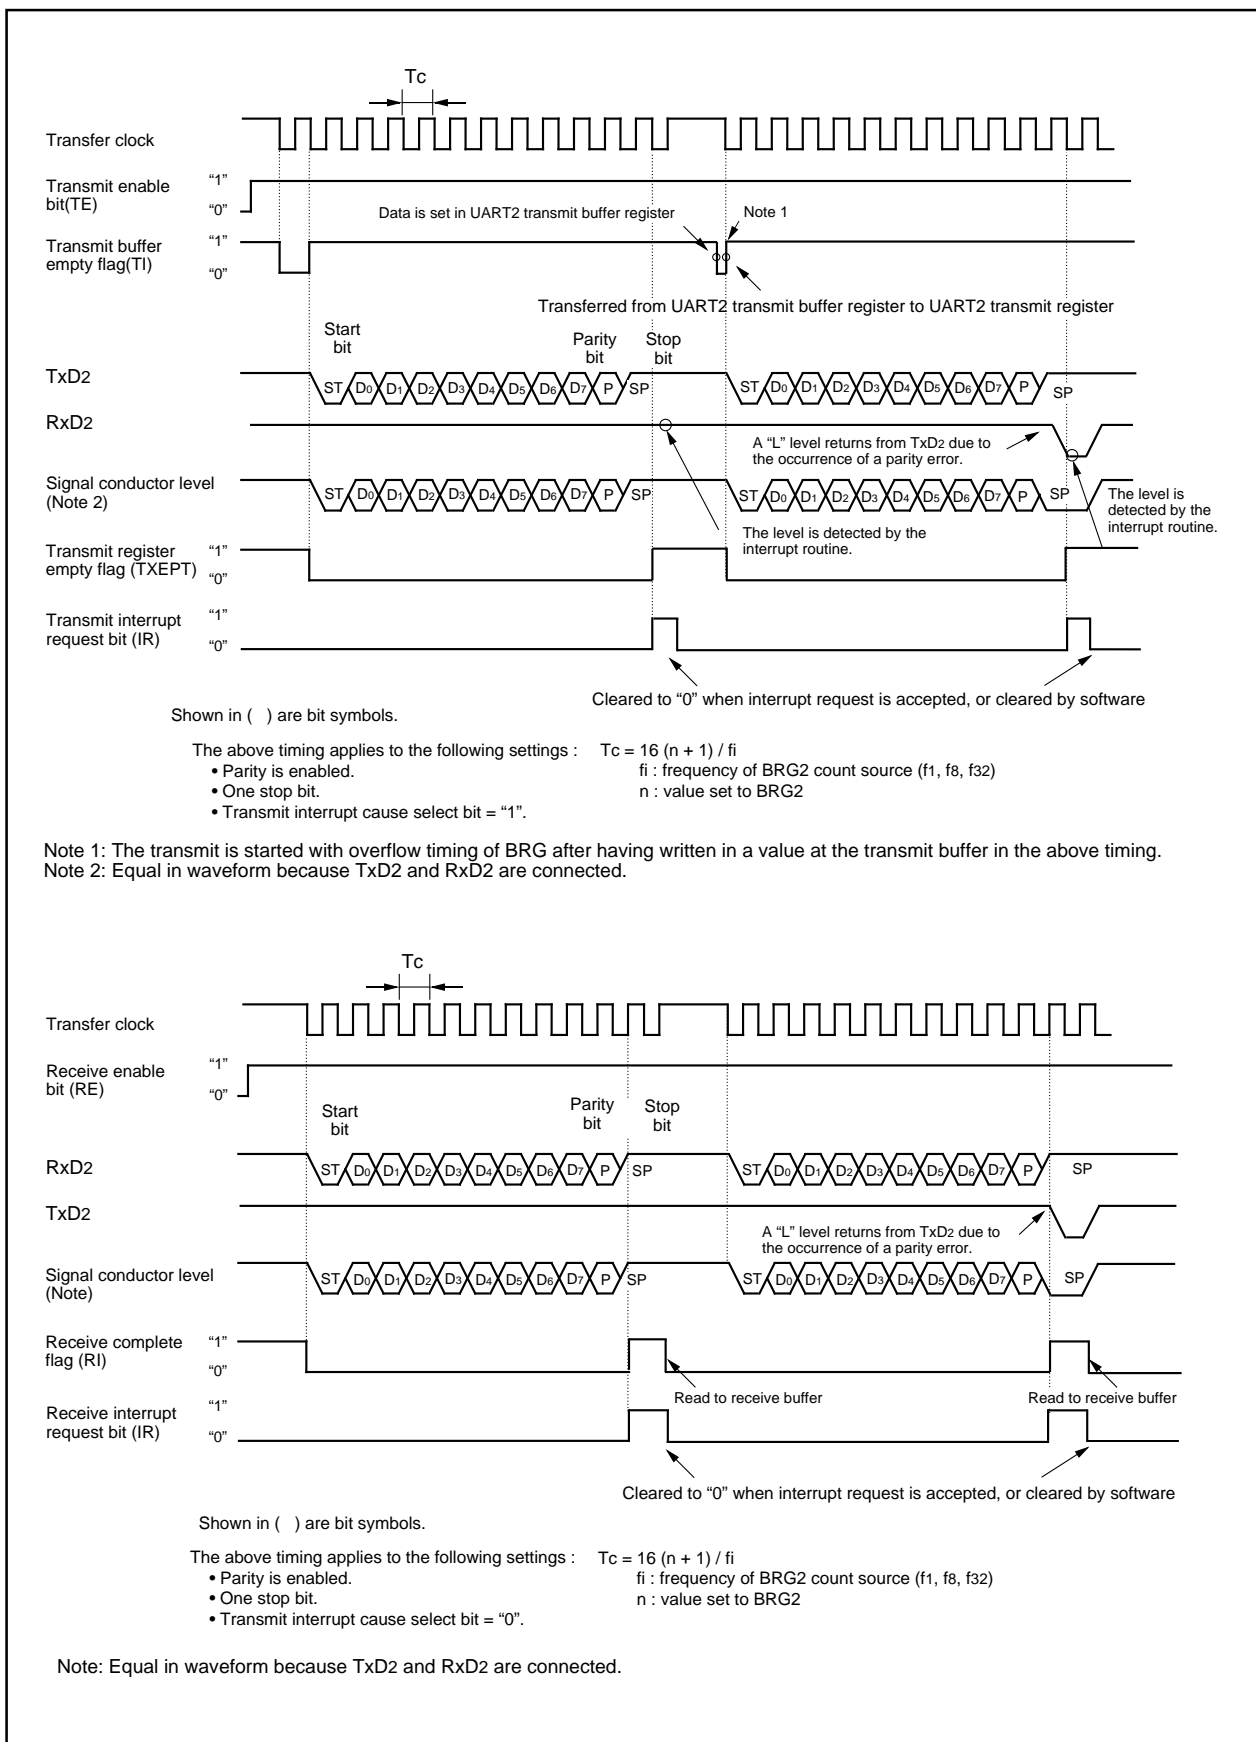 Tc
Transfer clock
Transmit enable
bit(TE)
“1”
“0”
Data is set in UART2 transmit buffer register
Note 1
Transmit buffer
empty flag(TI)
“1”
“0”
Transferred from UART2 transmit buffer register to UART2 transmit register
Start
bit
Parity
bit
Stop
bit
TxD2
ST D0 D1 D2 D3 D4 D5 D6 D7 P SP ST D0 D1 D2 D3 D4 D5 D6 D7 P SP
RxD2
A “L” level returns from TxD2 due to
the occurrence of a parity error.
Signal conductor level
(Note 2)
ST D0 D1 D2 D3 D4 D5 D6 D7 P SP ST D0 D1 D2 D3 D4 D5 D6 D7 P SP
The level is
detected by the
interrupt routine.
The level is detected by the
interrupt routine.
Transmit register
empty flag (TXEPT)
“1”
“0”
Transmit interrupt
request bit (IR)
“1”
“0”
Cleared to “0” when interrupt request is accepted, or cleared by software
Shown in ( ) are bit symbols.
The above timing applies to the following settings :
• Parity is enabled.
• One stop bit.
• Transmit interrupt cause select bit = “1”.
Tc = 16 (n + 1) / fi
fi : frequency of BRG2 count source (f1, f8, f32)
n : value set to BRG2
Note 1: The transmit is started with overflow timing of BRG after having written in a value at the transmit buffer in the above timing.
Note 2: Equal in waveform because TxD2 and RxD2 are connected.
Tc
Transfer clock
Receive enable
bit (RE)
“1”
“0”
Start
bit
Parity
bit
Stop
bit
RxD2
ST D0 D1 D2 D3 D4 D5 D6 D7 P SP ST D0 D1 D2 D3 D4 D5 D6 D7 P SP
TxD2
A “L” level returns from TxD2 due to
the occurrence of a parity error.
Signal conductor level
(Note)
ST D0 D1 D2 D3 D4 D5 D6 D7 P SP ST D0 D1 D2 D3 D4 D5 D6 D7 P SP
Receive complete
flag (RI)
“1”
“0”
Read to receive buffer
Read to receive buffer
Receive interrupt
request bit (IR)
“1”
“0”
Cleared to “0” when interrupt request is accepted, or cleared by software
Shown in ( ) are bit symbols.
The above timing applies to the following settings :
• Parity is enabled.
• One stop bit.
• Transmit interrupt cause select bit = “0”.
Tc = 16 (n + 1) / fi
fi : frequency of BRG2 count source (f1, f8, f32)
n : value set to BRG2
Note: Equal in waveform because TxD2 and RxD2 are connected.